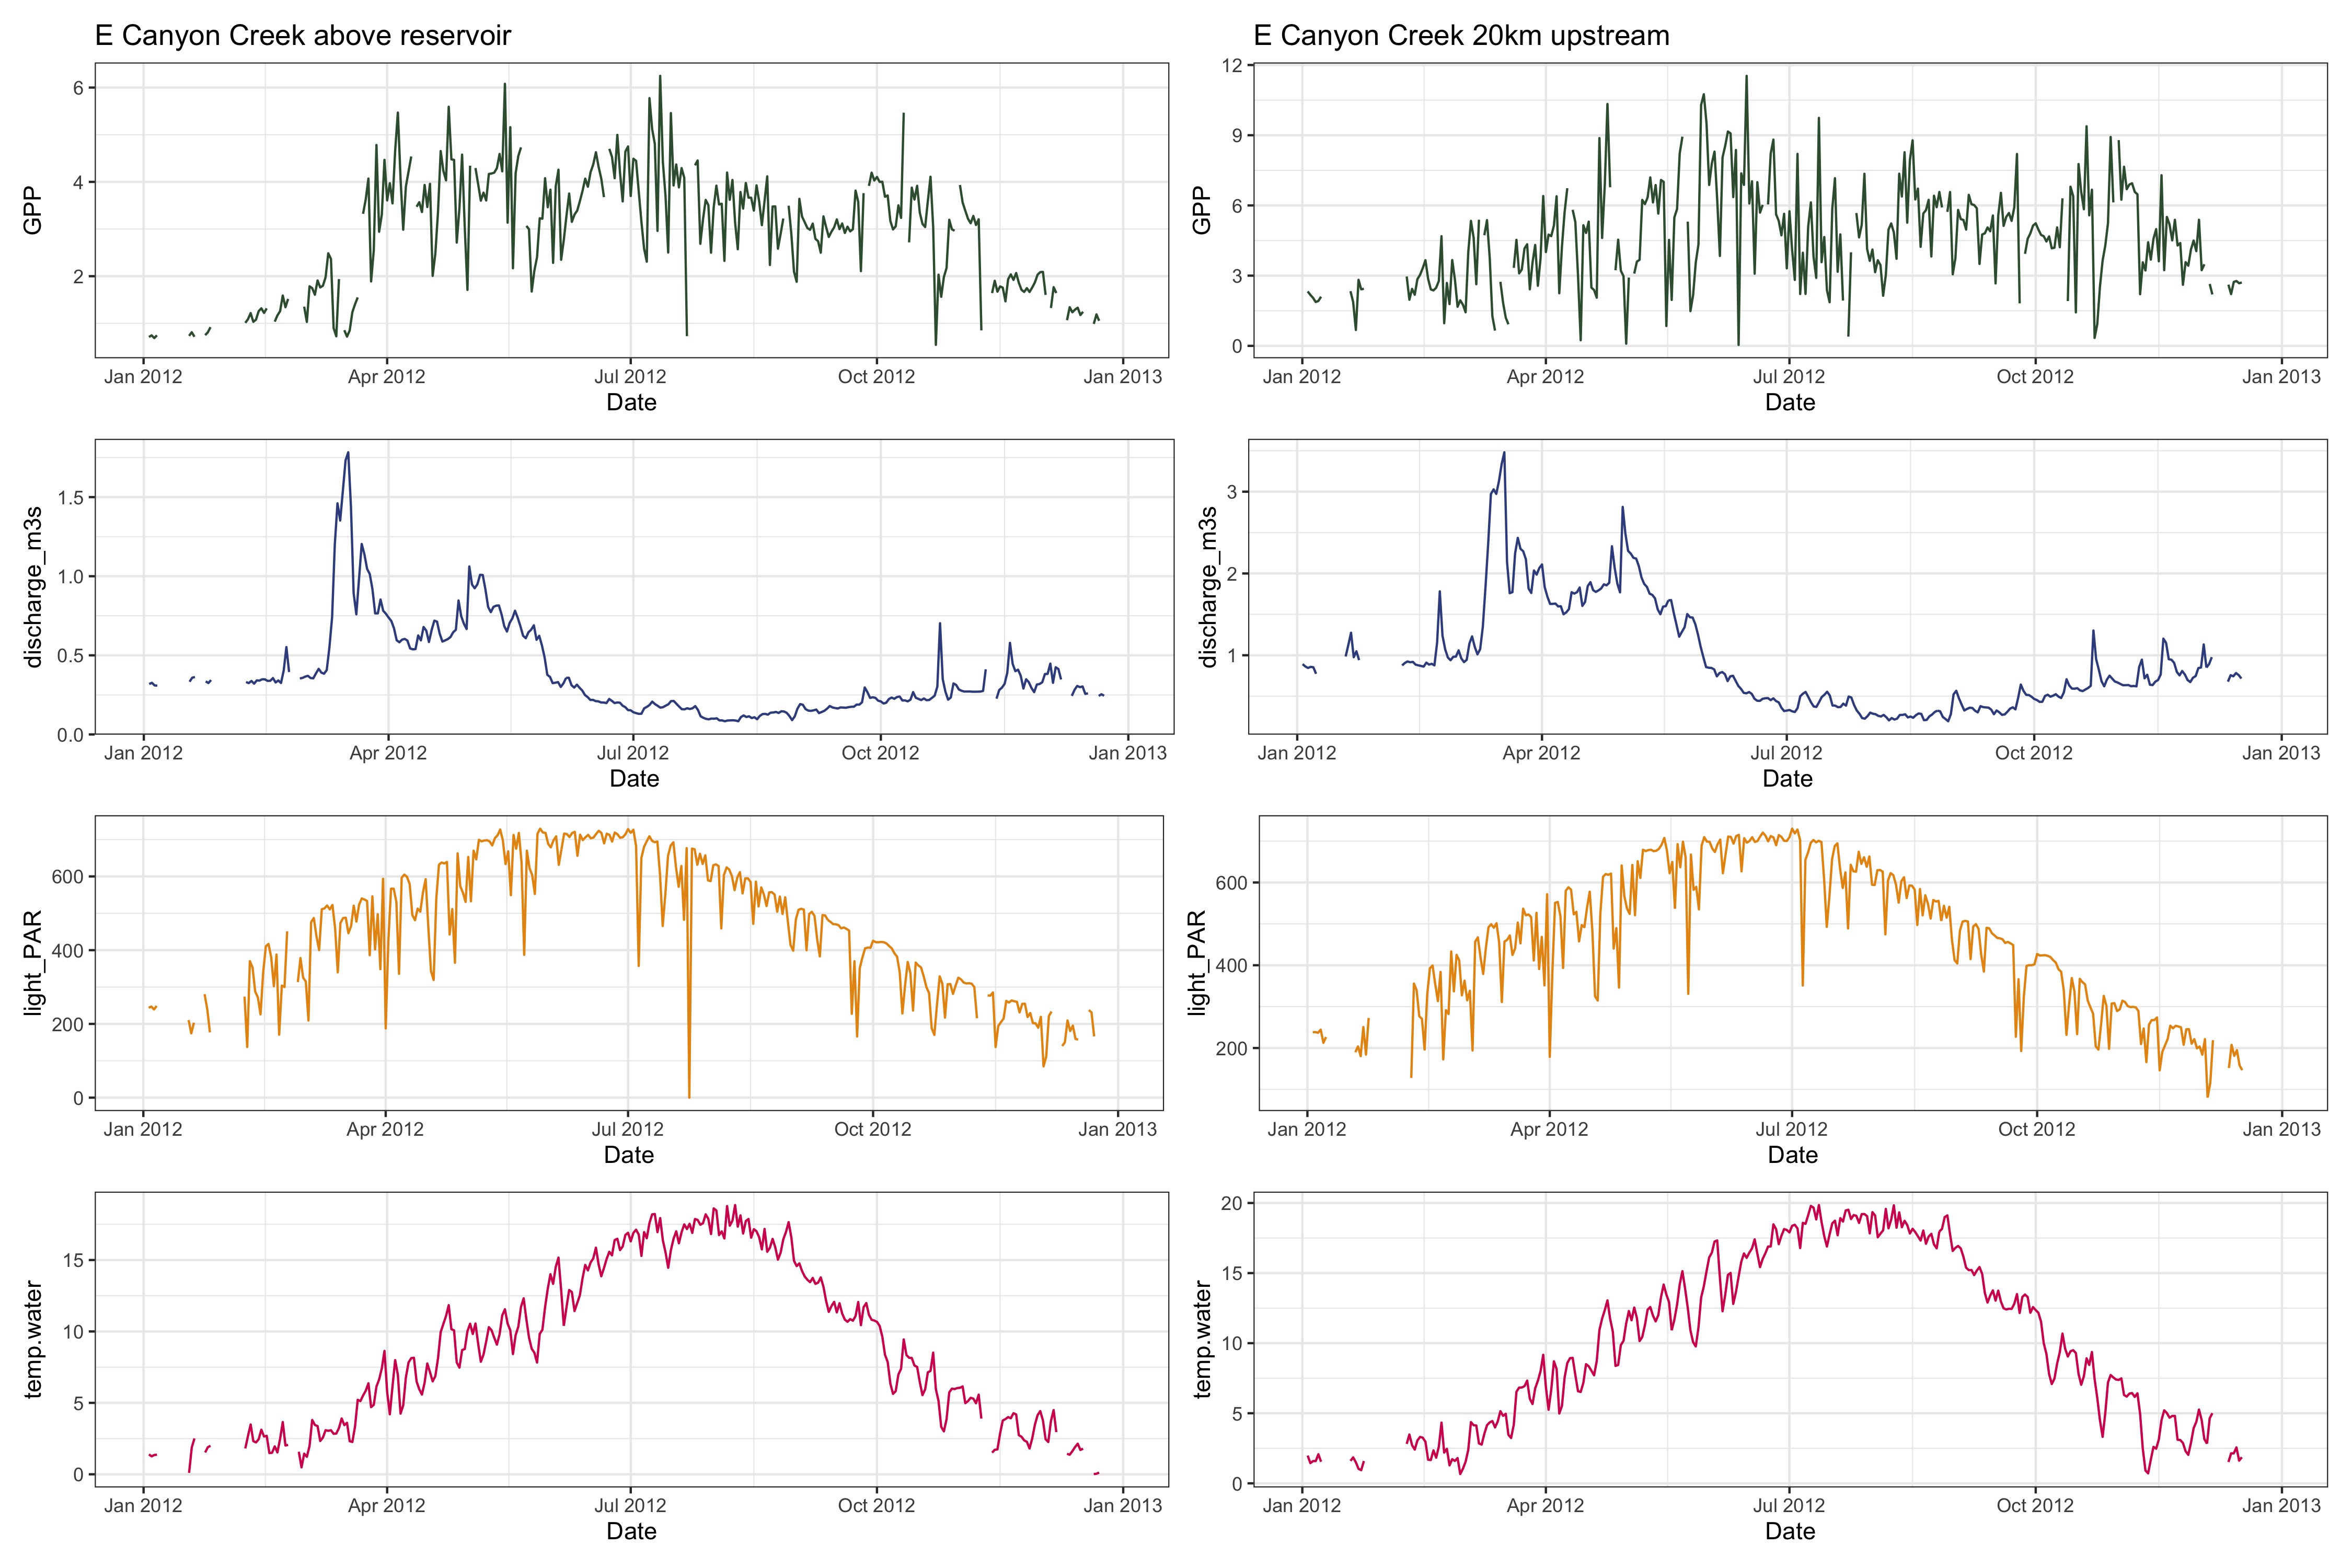 E Canyon Creek above reservoir
E Canyon Creek 20km upstream
GPP
6
4
2
Jan 2012 Apr 2012 Jul 2012 Oct 2012 Jan 2013
Date
GPP
12
9
6
3
0
Jan 2012 Apr 2012 Jul 2012 Oct 2012 Jan 2013
Date
discharge_m3s
1.5
1.0
0.5
0.0
Jan 2012 Apr 2012 Jul 2012 Oct 2012 Jan 2013
Date
discharge_m3s
3
2
1
Jan 2012 Apr 2012 Jul 2012 Oct 2012 Jan 2013
Date
light_PAR
600
400
200
0
Jan 2012 Apr 2012 Jul 2012 Oct 2012 Jan 2013
Date
light_PAR
600
400
200
Jan 2012 Apr 2012 Jul 2012 Oct 2012 Jan 2013
Date
temp.water
15
10
5
0
Jan 2012 Apr 2012 Jul 2012 Oct 2012 Jan 2013
Date
temp.water
20
15
10
5
0
Jan 2012 Apr 2012 Jul 2012 Oct 2012 Jan 2013
Date